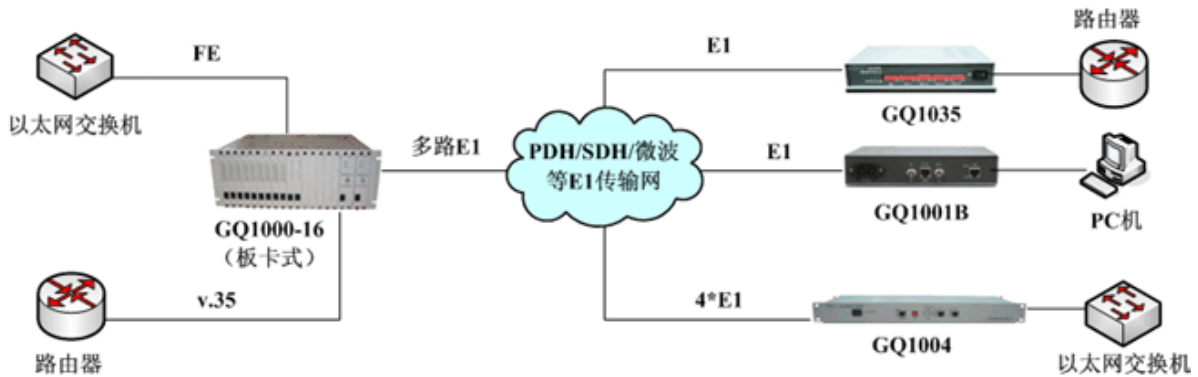 FE
以太网交换机
多路E1
GQ1000-16
（板卡式）
v.35
路由器
PDH/SDH/微波
等E1传输网
E1
GQ1035
路由器
E1
GQ1001B
PC机
4*E1
GQ1004
以太网交换机